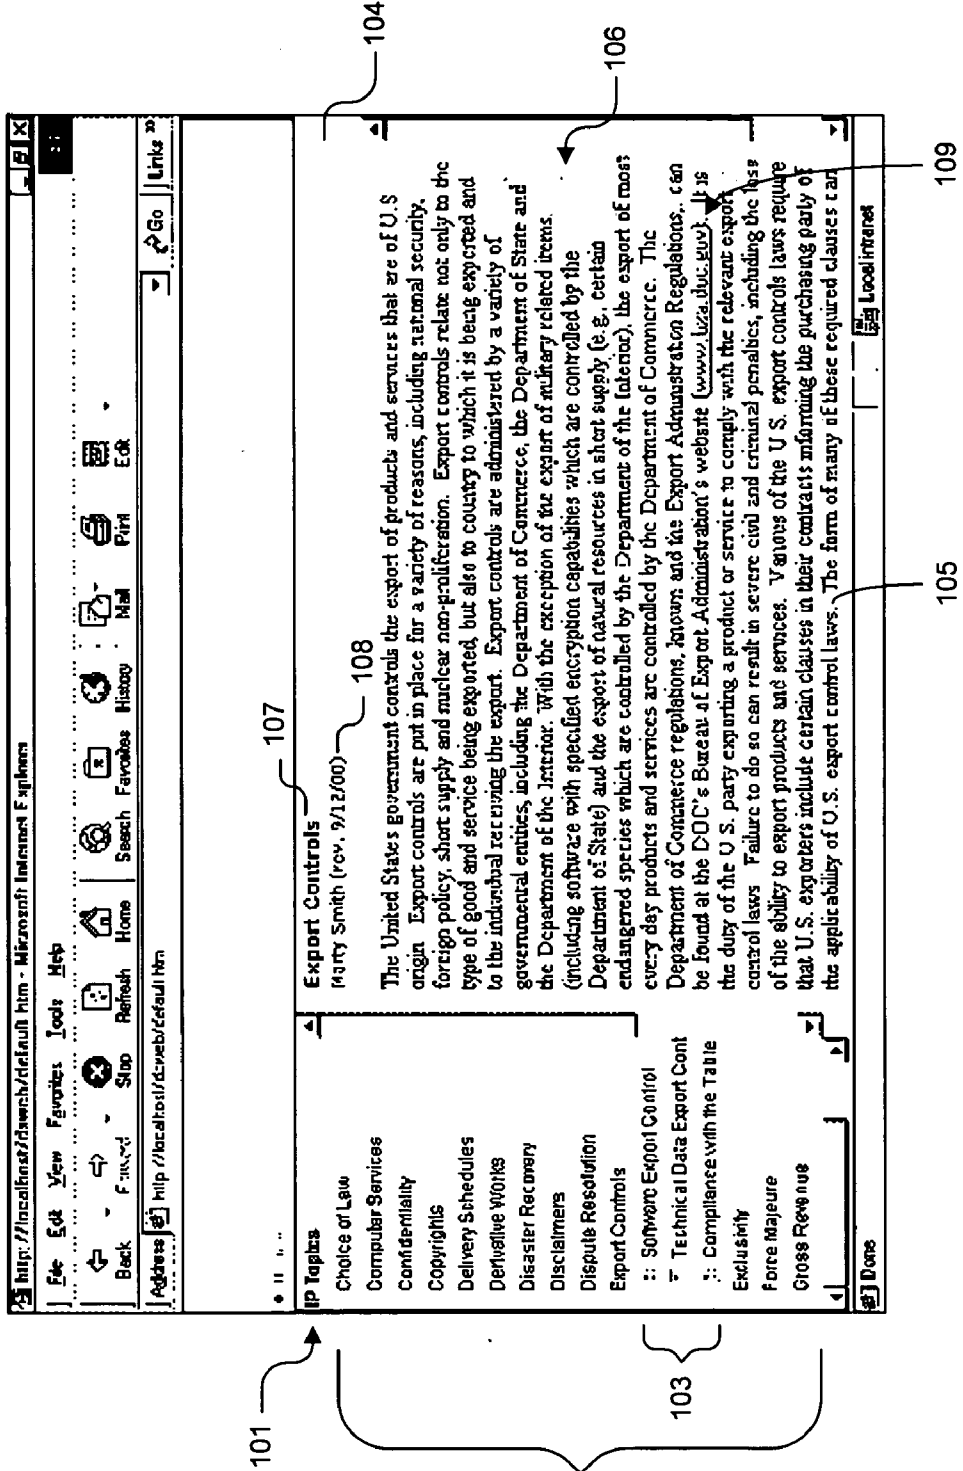 http://localhost/dsweb/default htm - Microsoft Internet Explorer
File Edit View Favorites Tools Help
Back Forward Stop Refresh Home Search Favorites History Mail Print Edit
Address http //localhost/dsweb/default htm Go Links »
107
IP Topics
Choice of Law
Computer Services
Confidentiality
Copyrights
Delivery Schedules
Derivative Works
Disaster Recovery
Disclaimers
Dispute Resolution
Export Controls
Software Export Control
Technical Data Export Cont
Compliance with the Table
Exclusivity
Force Majeure
Gross Revenue
Export Controls
Marty Smith (rev. 9/12/00)
108
The United States government controls the export of products and services that are of U.S
origin Export controls are put in place for a variety of reasons, including national security,
foreign policy, short supply and nuclear non-proliferation. Export controls relate not only to the
type of good and service being exported, but also to country to which it is being exported and
to the individual receiving the export. Export controls are administered by a variety of
governmental entities, including the Department of Commerce, the Department of State and
the Department of the Interior. With the exception of the export of military related items
(including software with specified encryption capabilities which are controlled by the
Department of State) and the export of natural resources in short supply (e.g., certain
endangered species which are controlled by the Department of the Interior), the export of most
every day products and services are controlled by the Department of Commerce. The
Department of Commerce regulations, known and the Export Administration Regulations, can
be found at the DOC's Bureau of Export Administration's website (www.bxa.doc.gov). It is
the duty of the U S. party exporting a product or service to comply with the relevant export
control laws Failure to do so can result in severe civil and criminal penalties, including the loss
of the ability to export products and services. Various of the U S. export controls laws require
that U.S. exporters include certain clauses in their contracts informing the purchasing party of
the applicability of U.S. export control laws. The form of many of these required clauses can
Done Local intranet
101
103
104
105
106
109